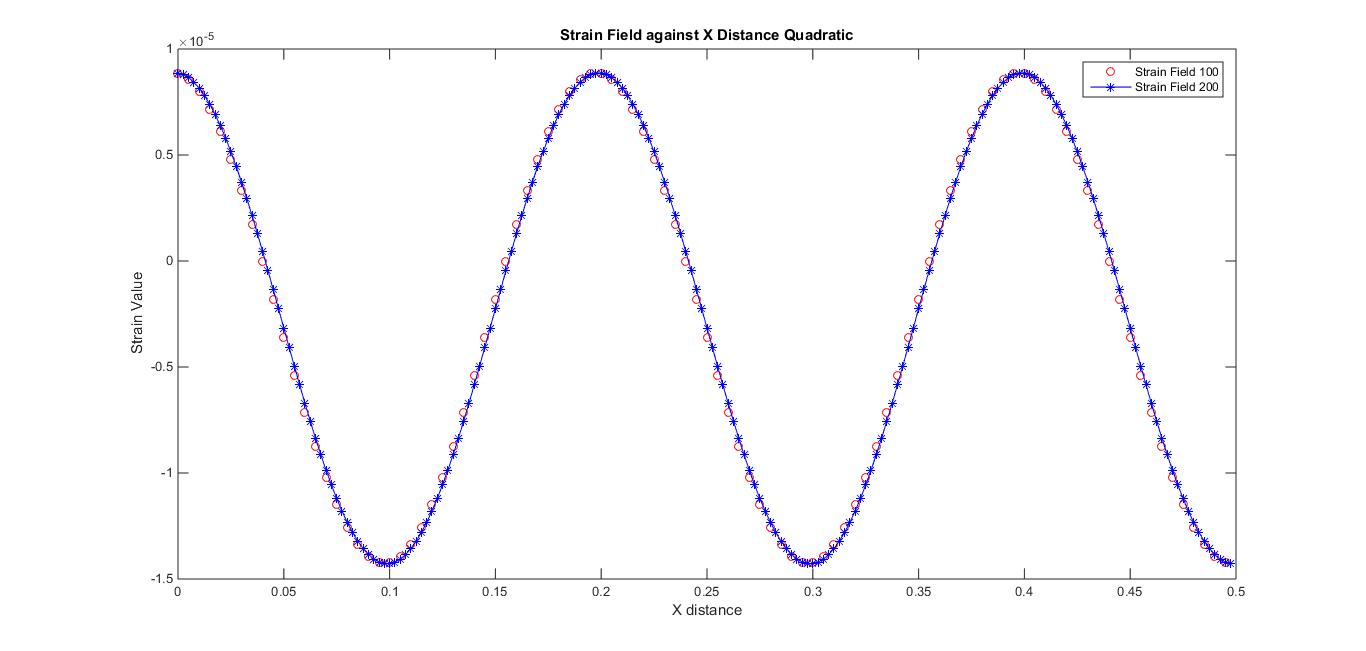 Strain Field against X Distance Quadratic
×10^-5
1
0.5
0
-0.5
-1
-1.5
Strain Value
0 0.05 0.1 0.15 0.2 0.25 0.3 0.35 0.4 0.45 0.5
X distance
Strain Field 100
Strain Field 200